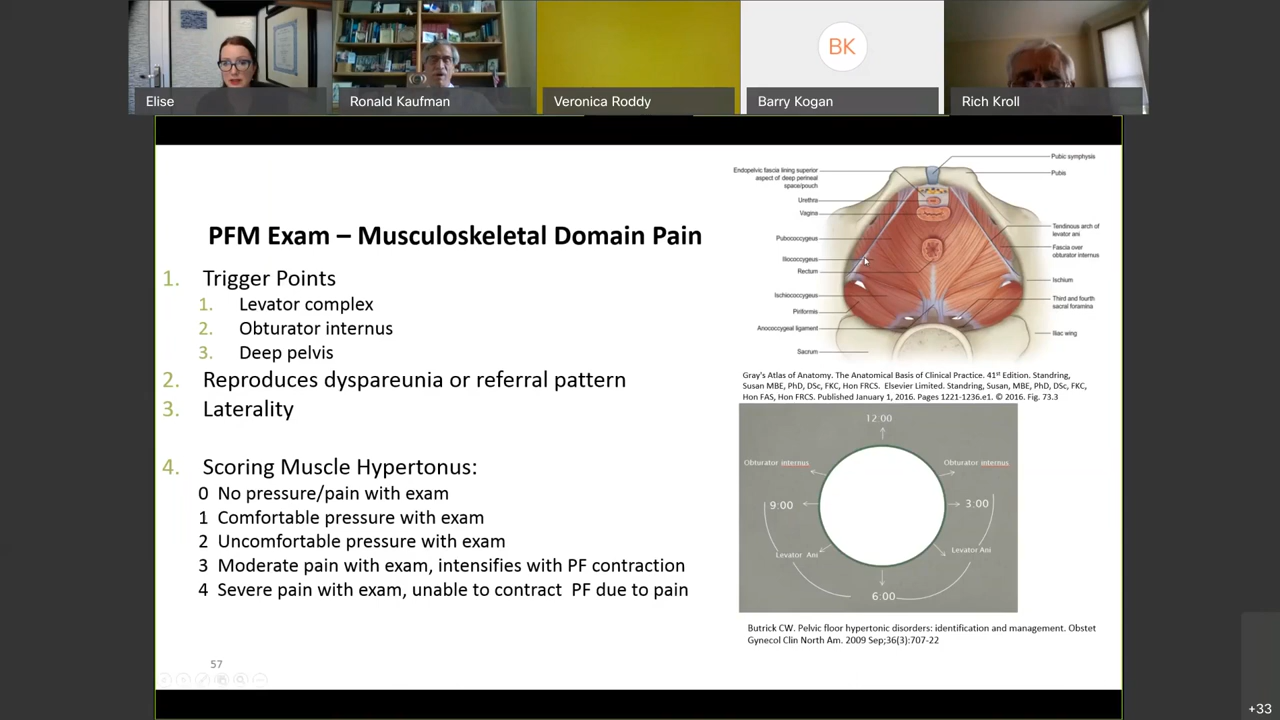 BK
Elise
Ronald Kaufman
Veronica Roddy
Barry Kogan
Rich Kroll
PFM Exam – Musculoskeletal Domain Pain
1. Trigger Points
1. Levator complex
2. Obturator internus
3. Deep pelvis
2. Reproduces dyspareunia or referral pattern
3. Laterality
4. Scoring Muscle Hypertonus:
0 No pressure/pain with exam
1 Comfortable pressure with exam
2 Uncomfortable pressure with exam
3 Moderate pain with exam, intensifies with PF contraction
4 Severe pain with exam, unable to contract PF due to pain
57
Endopelvic fascia lining superior
aspect of deep perineal
space/pouch
Urethra
Vagina
Pubococcygeus
Iliococcygeus
Rectum
Ischiococcygeus
Piriformis
Anococcygeal ligament
Sacrum
Pubic symphysis
Pubis
Tendinous arch of
levator ani
Fascia over
obturator internus
Ischium
Third and fourth
sacral foramina
Iliac wing
Gray's Atlas of Anatomy. The Anatomical Basis of Clinical Practice. 41st Edition. Standring,
Susan MBE, PhD, DSc, FKC, Hon FRCS. Elsevier Limited. Standring, Susan, MBE, PhD, DSc, FKC,
Hon FAS, Hon FRCS. Published January 1, 2016. Pages 1221-1236.e1. © 2016. Fig. 73.3
12:00
Obturator internus
Obturator internus
9:00
3:00
Levator Ani
Levator Ani
6:00
Butrick CW. Pelvic floor hypertonic disorders: identification and management. Obstet
Gynecol Clin North Am. 2009 Sep;36(3):707-22
+33